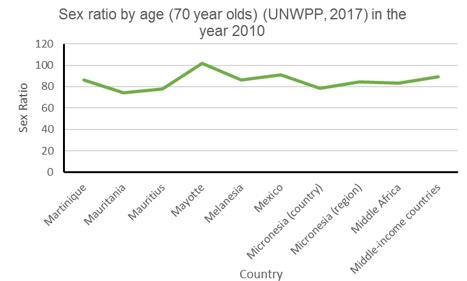 Sex ratio by age (70 year olds) (UNWPP, 2017) in the
year 2010
120
100
80
60
40
20
0
Sex Ratio
Martinique
Mauritania
Mauritius
Mayotte
Melanesia
Mexico
Micronesia (country)
Micronesia (region)
Middle Africa
Middle-income countries
Country